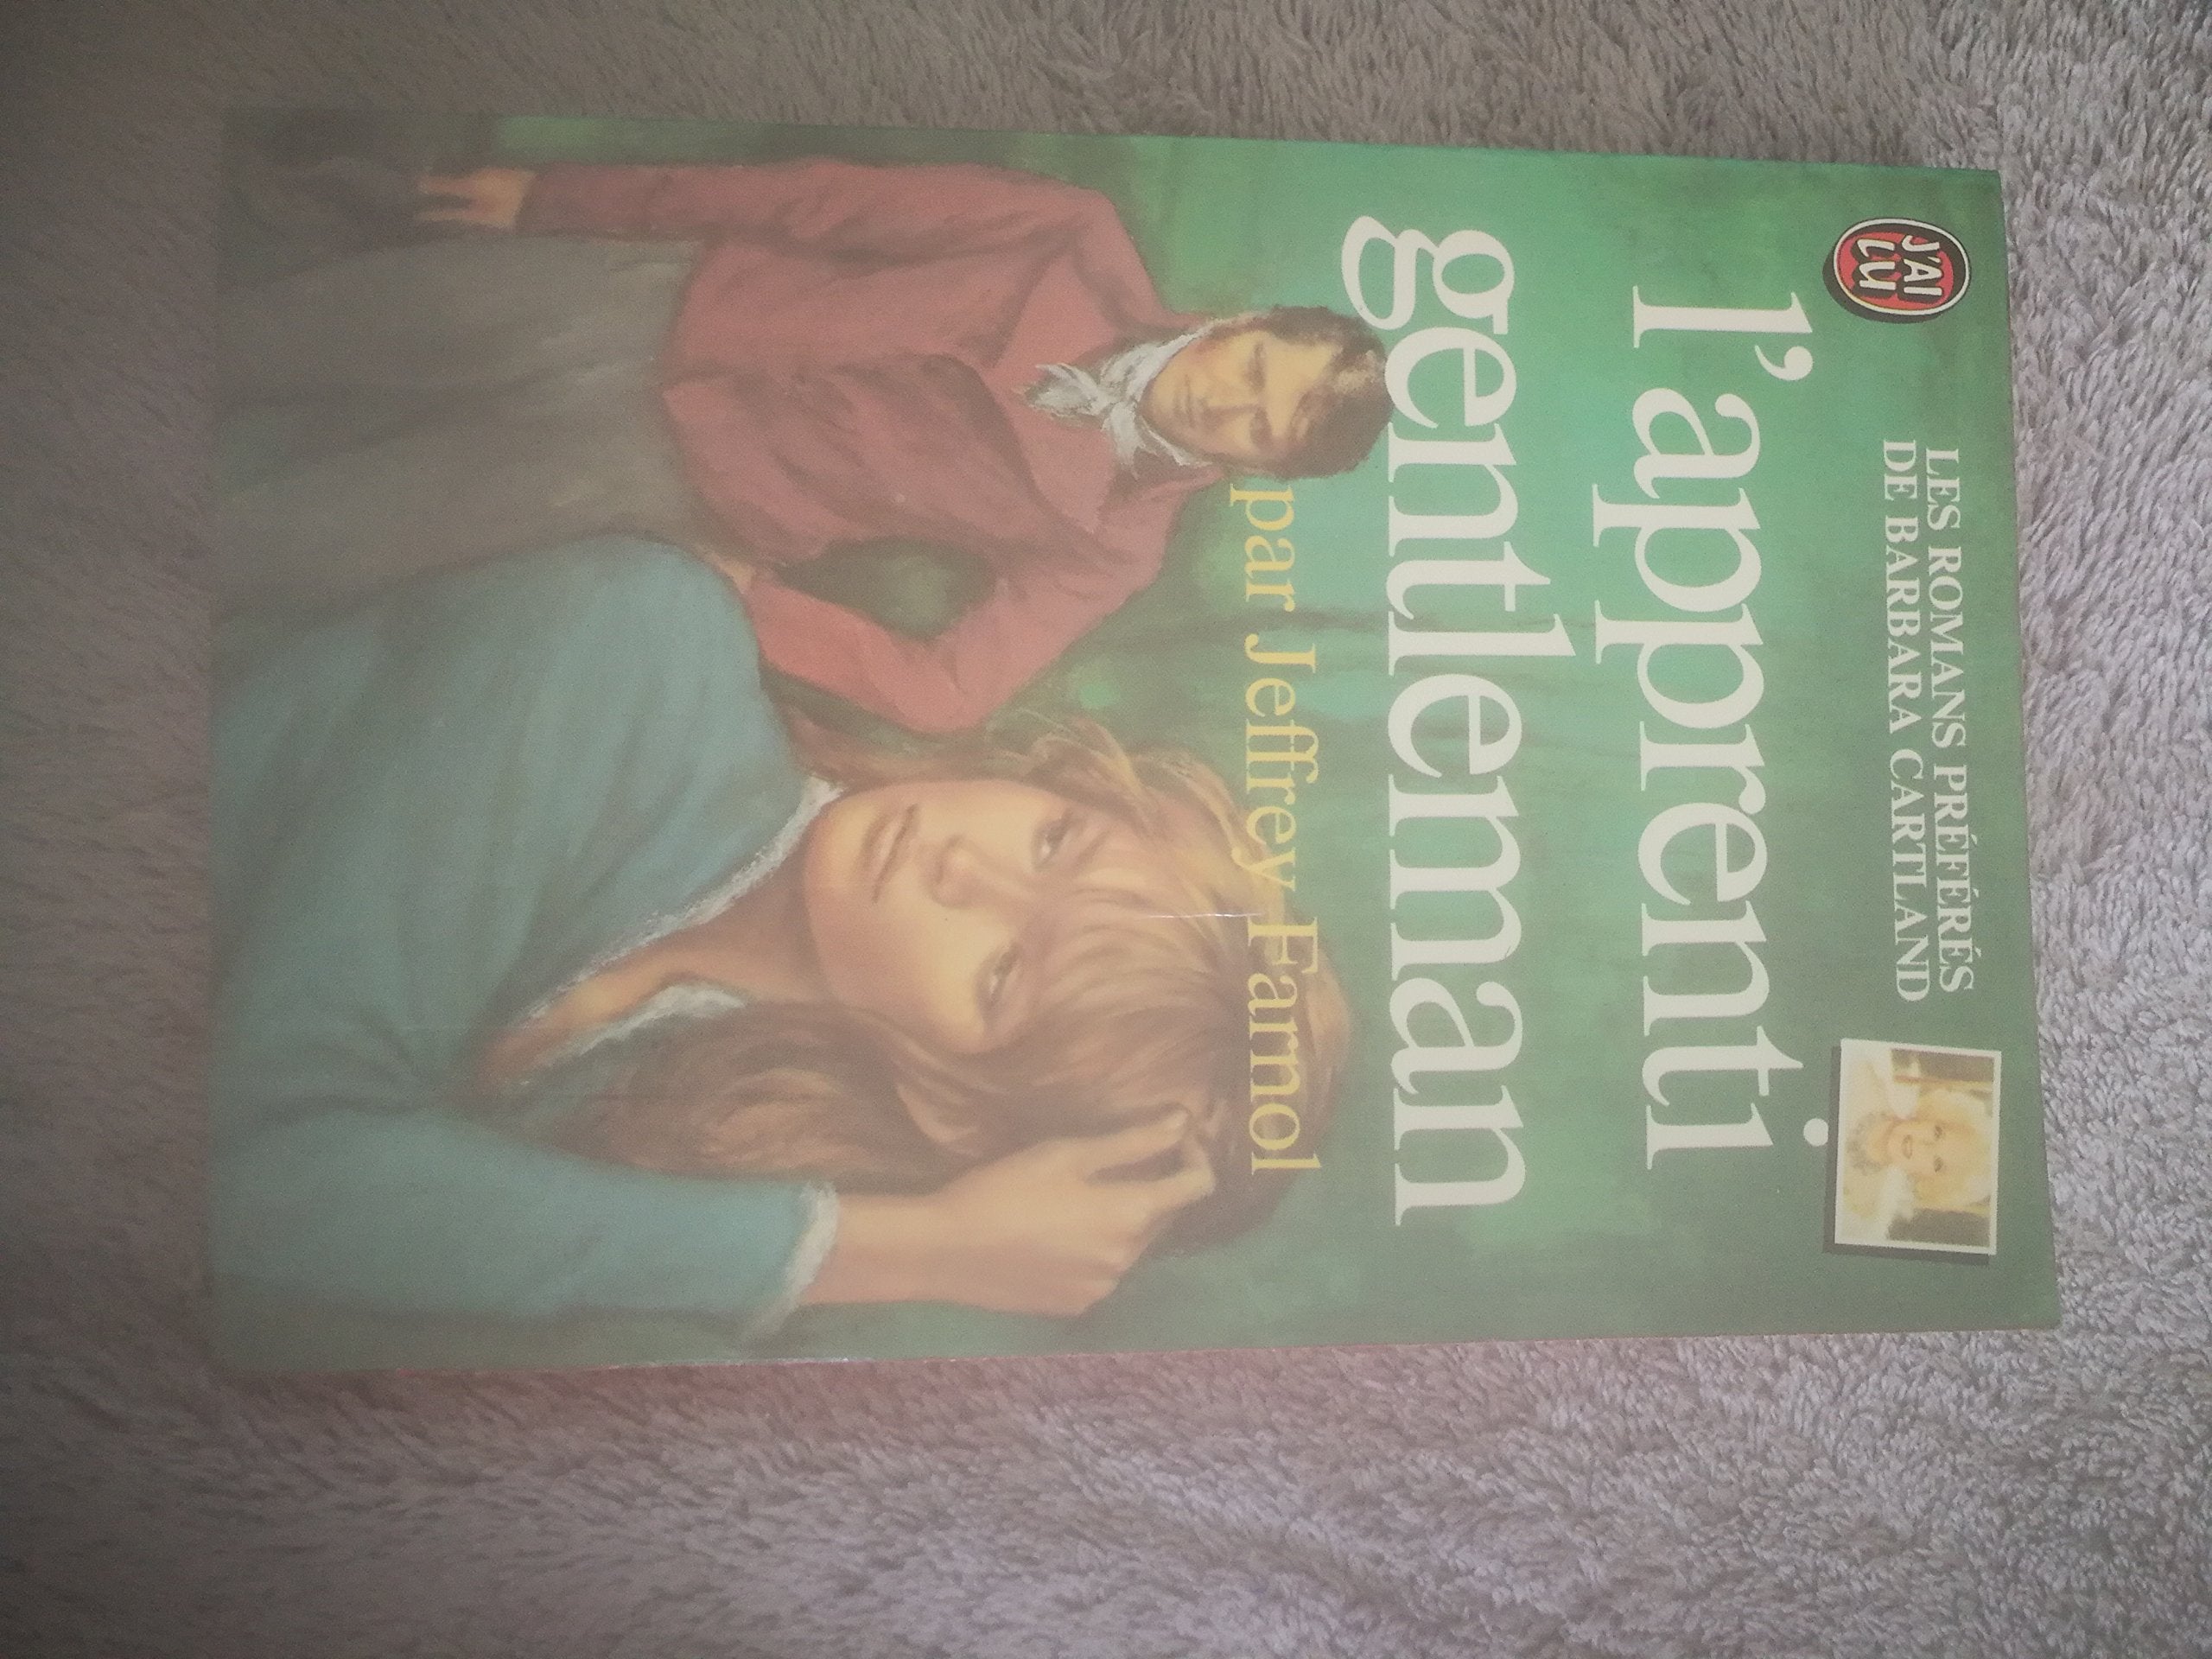 J'AI
LU
LES ROMANS PRÉFÉRÉS
DE BARBARA CARTLAND
l'apprenti
gentleman
par Jeffrey Farnol